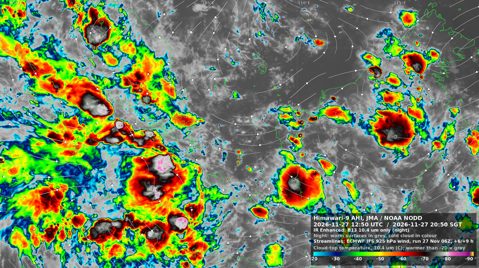 Himawari-9 AHI, JMA / NOAA NODD
2026-11-27 12:50 UTC / 2026-11-27 20:50 SGT
IR Enhanced: B13 10.4 um only (night)
Night: warm surfaces in grey, cold cloud in colour
Streamlines: ECMWF IFS 925 hPa wind, run 27 Nov 06Z, +6/+9 h
Cloud-top temperature, 10.4 um (C); warmer than -20 = grey
-20 -30 -40 -50 -60 -70 -80 -90